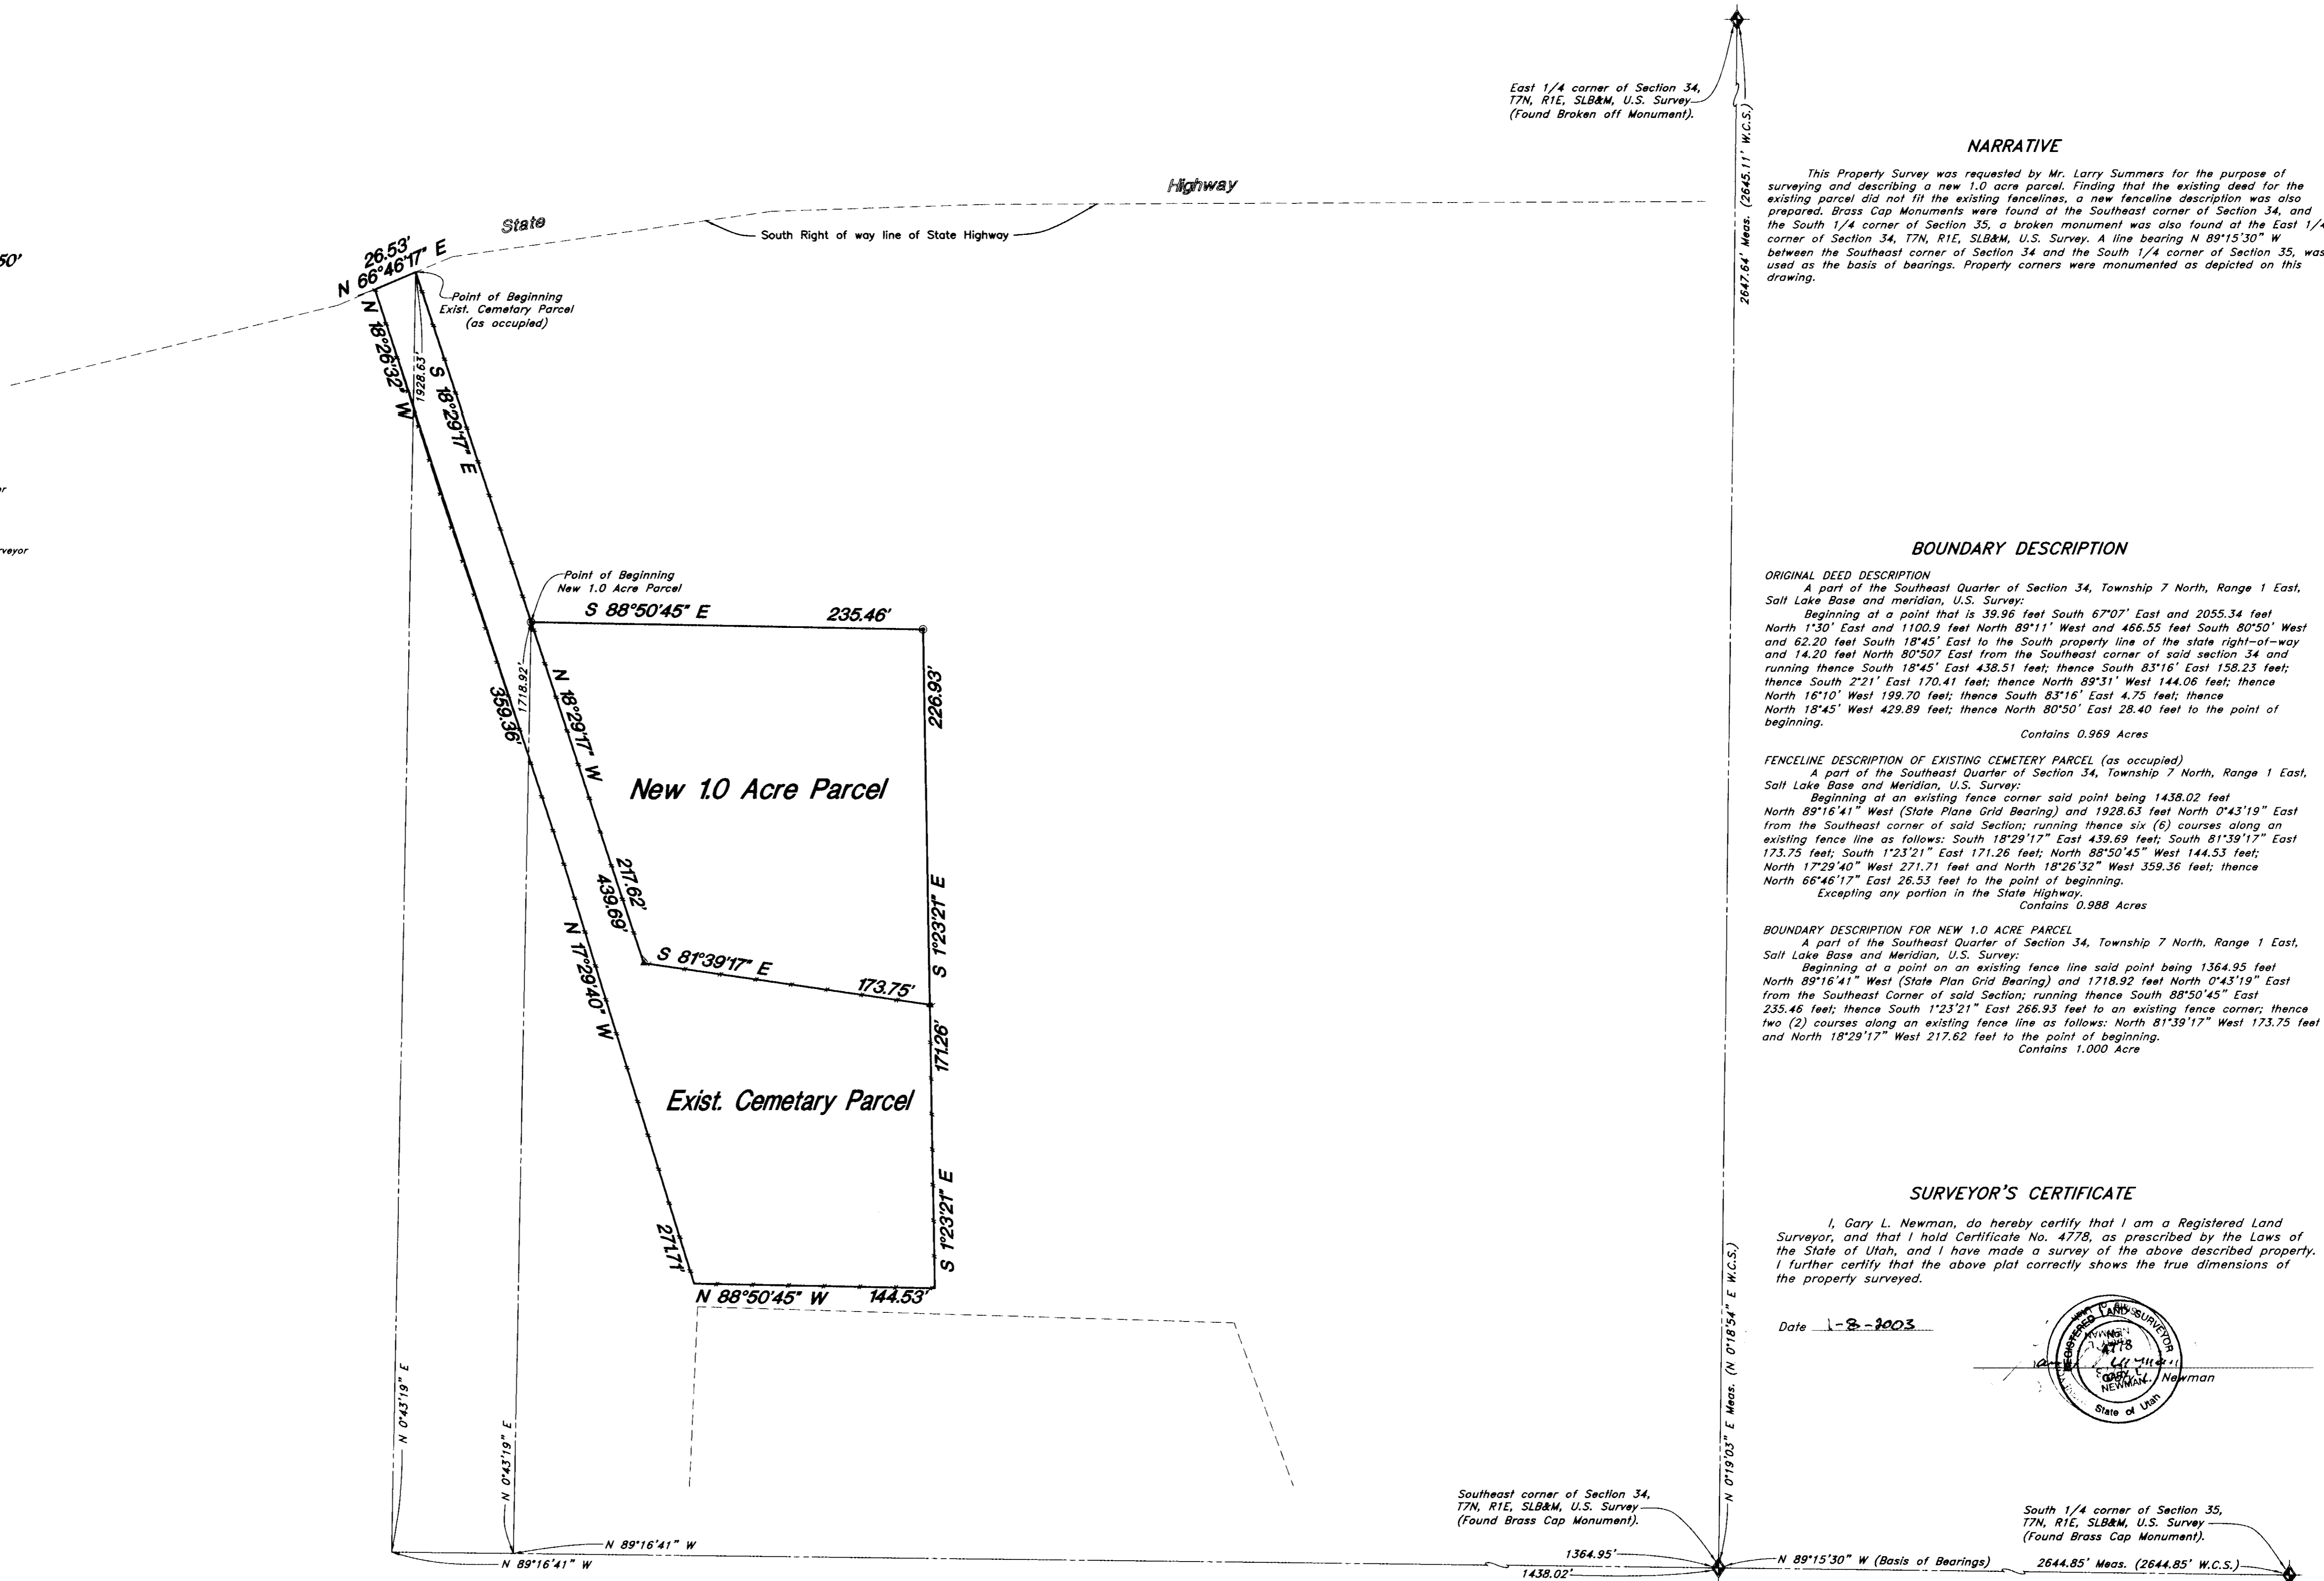 50'
r
rveyor
East 1/4 corner of Section 34,
T7N, R1E, SLB&M, U.S. Survey
(Found Broken off Monument).
2647.64' Meas. (2645.11' W.C.S.)
Highway
State
South Right of way line of State Highway
26.53'
N 66°46'17" E
Point of Beginning
Exist. Cemetary Parcel
(as occupied)
N 18°26'32" W
1928.63'
S 18°29'17" E
Point of Beginning
New 1.0 Acre Parcel
S 88°50'45" E
235.46'
1718.92'
359.36'
N 18°29'17" W
226.93'
New 1.0 Acre Parcel
217.62'
439.69'
S 1°23'21" E
N 17°29'40" W
S 81°39'17" E
173.75'
171.26'
Exist. Cemetary Parcel
S 1°23'21" E
271.71'
N 88°50'45" W
144.53'
N 0°43'19" E
N 0°43'19" E
N 89°16'41" W
N 89°16'41" W
N 0°19'03" E Meas. (N 0°18'54" E W.C.S.)
Southeast corner of Section 34,
T7N, R1E, SLB&M, U.S. Survey
(Found Brass Cap Monument).
1364.95'
1438.02'
N 89°15'30" W (Basis of Bearings)
2644.85' Meas. (2644.85' W.C.S.)
South 1/4 corner of Section 35,
T7N, R1E, SLB&M, U.S. Survey
(Found Brass Cap Monument).
NARRATIVE
This Property Survey was requested by Mr. Larry Summers for the purpose of
surveying and describing a new 1.0 acre parcel. Finding that the existing deed for the
existing parcel did not fit the existing fencelines, a new fenceline description was also
prepared. Brass Cap Monuments were found at the Southeast corner of Section 34, and
the South 1/4 corner of Section 35, a broken monument was also found at the East 1/4
corner of Section 34, T7N, R1E, SLB&M, U.S. Survey. A line bearing N 89°15'30" W
between the Southeast corner of Section 34 and the South 1/4 corner of Section 35, was
used as the basis of bearings. Property corners were monumented as depicted on this
drawing.
BOUNDARY DESCRIPTION
ORIGINAL DEED DESCRIPTION
A part of the Southeast Quarter of Section 34, Township 7 North, Range 1 East,
Salt Lake Base and meridian, U.S. Survey:
Beginning at a point that is 39.96 feet South 67°07' East and 2055.34 feet
North 1°30' East and 1100.9 feet North 89°11' West and 466.55 feet South 80°50' West
and 62.20 feet South 18°45' East to the South property line of the state right-of-way
and 14.20 feet North 80°507 East from the Southeast corner of said section 34 and
running thence South 18°45' East 438.51 feet; thence South 83°16' East 158.23 feet;
thence South 2°21' East 170.41 feet; thence North 89°31' West 144.06 feet; thence
North 16°10' West 199.70 feet; thence South 83°16' East 4.75 feet; thence
North 18°45' West 429.89 feet; thence North 80°50' East 28.40 feet to the point of
beginning.
Contains 0.969 Acres
FENCELINE DESCRIPTION OF EXISTING CEMETERY PARCEL (as occupied)
A part of the Southeast Quarter of Section 34, Township 7 North, Range 1 East,
Salt Lake Base and Meridian, U.S. Survey:
Beginning at an existing fence corner said point being 1438.02 feet
North 89°16'41" West (State Plane Grid Bearing) and 1928.63 feet North 0°43'19" East
from the Southeast corner of said Section; running thence six (6) courses along an
existing fence line as follows: South 18°29'17" East 439.69 feet; South 81°39'17" East
173.75 feet; South 1°23'21" East 171.26 feet; North 88°50'45" West 144.53 feet;
North 17°29'40" West 271.71 feet and North 18°26'32" West 359.36 feet; thence
North 66°46'17" East 26.53 feet to the point of beginning.
Excepting any portion in the State Highway.
Contains 0.988 Acres
BOUNDARY DESCRIPTION FOR NEW 1.0 ACRE PARCEL
A part of the Southeast Quarter of Section 34, Township 7 North, Range 1 East,
Salt Lake Base and Meridian, U.S. Survey:
Beginning at a point on an existing fence line said point being 1364.95 feet
North 89°16'41" West (State Plan Grid Bearing) and 1718.92 feet North 0°43'19" East
from the Southeast Corner of said Section; running thence South 88°50'45" East
235.46 feet; thence South 1°23'21" East 266.93 feet to an existing fence corner; thence
two (2) courses along an existing fence line as follows: North 81°39'17" West 173.75 feet
and North 18°29'17" West 217.62 feet to the point of beginning.
Contains 1.000 Acre
SURVEYOR'S CERTIFICATE
I, Gary L. Newman, do hereby certify that I am a Registered Land
Surveyor, and that I hold Certificate No. 4778, as prescribed by the Laws of
the State of Utah, and I have made a survey of the above described property.
I further certify that the above plat correctly shows the true dimensions of
the property surveyed.
Date 1-8-2003
REGISTERED LAND SURVEYOR
4778
GARY L.
NEWMAN
State of Utah
Newman